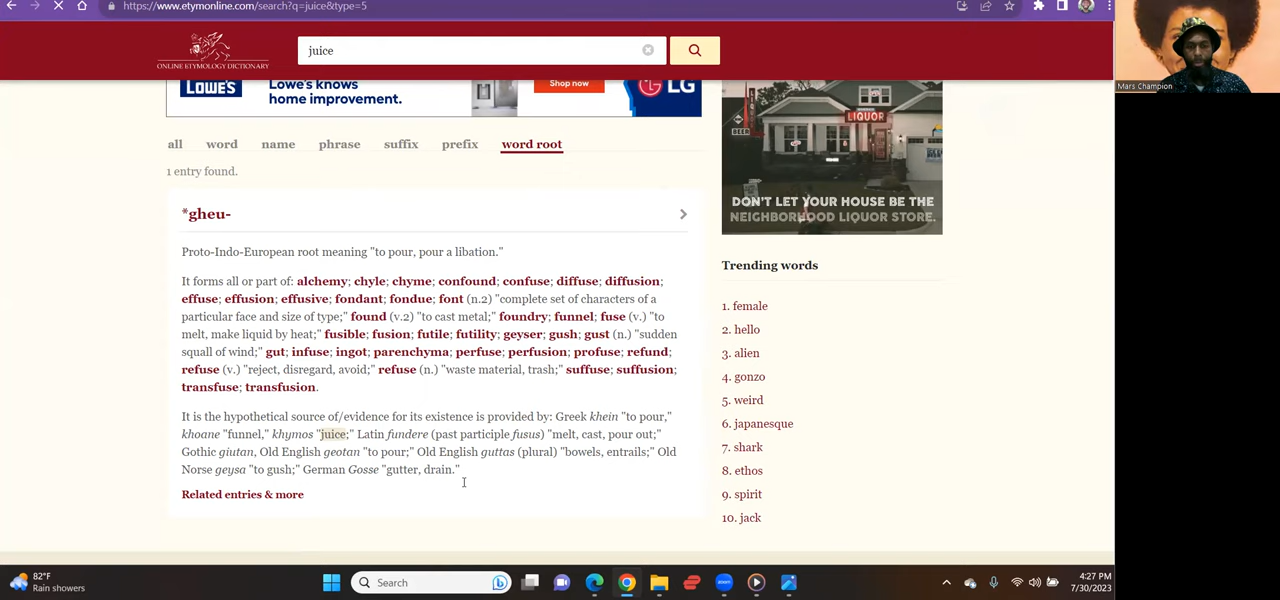 https://www.etymonline.com/search?q=juice&type=5
ONLINE ETYMOLOGY DICTIONARY
juice
Mars Champion
LOWE'S
Lowe's knows
home improvement.
Shop now
LG
all word name phrase suffix prefix word root
1 entry found.
*gheu-
Proto-Indo-European root meaning "to pour, pour a libation."
It forms all or part of: alchemy; chyle; chyme; confound; confuse; diffuse; diffusion;
effuse; effusion; effusive; fondant; fondue; font (n.2) "complete set of characters of a
particular face and size of type;" found (v.2) "to cast metal;" foundry; funnel; fuse (v.) "to
melt, make liquid by heat;" fusible; fusion; futile; futility; geyser; gush; gust (n.) "sudden
squall of wind;" gut; infuse; ingot; parenchyma; perfuse; perfusion; profuse; refund;
refuse (v.) "reject, disregard, avoid;" refuse (n.) "waste material, trash;" suffuse; suffusion;
transfuse; transfusion.
It is the hypothetical source of/evidence for its existence is provided by: Greek khein "to pour,"
khoane "funnel," khymos "juice;" Latin fundere (past participle fusus) "melt, cast, pour out;"
Gothic giutan, Old English geotan "to pour;" Old English guttas (plural) "bowels, entrails;" Old
Norse geysa "to gush;" German Gosse "gutter, drain."
Related entries & more
LIQUOR
BEER
DON'T LET YOUR HOUSE BE THE
NEIGHBORHOOD LIQUOR STORE.
Trending words
1. female
2. hello
3. alien
4. gonzo
5. weird
6. japanesque
7. shark
8. ethos
9. spirit
10. jack
82°F
Rain showers
Search
zoom
4:27 PM
7/30/2023